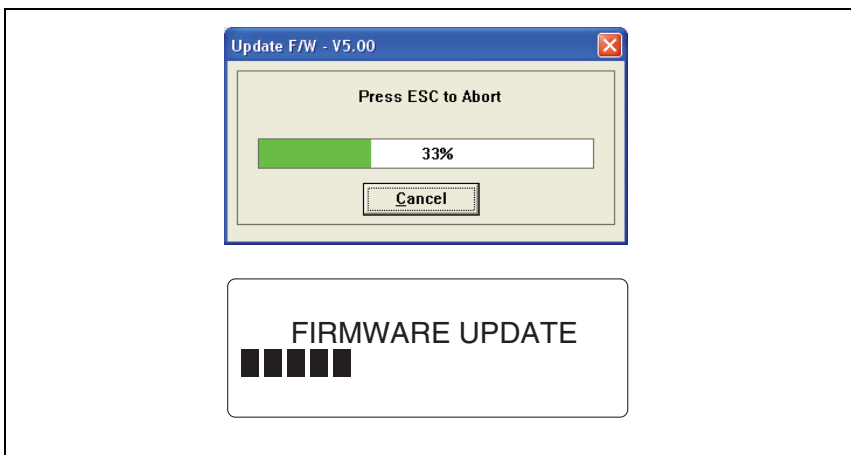 Update F/W - V5.00
Press ESC to Abort
33%
Cancel
FIRMWARE UPDATE